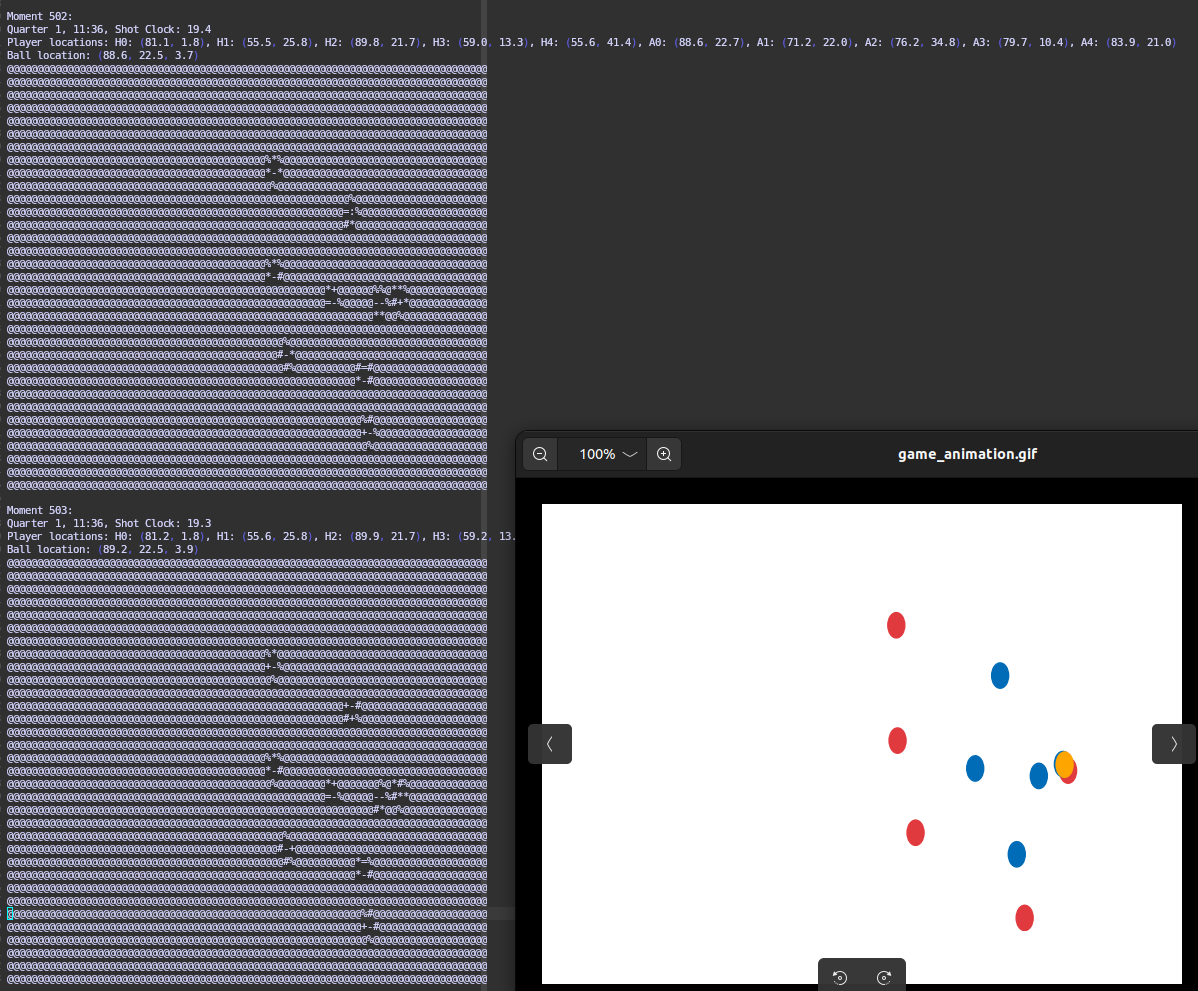 Moment 502:
Quarter 1, 11:36, Shot Clock: 19.4
Player locations: H0: (81.1, 1.8), H1: (55.5, 25.8), H2: (89.8, 21.7), H3: (59.0, 13.3), H4: (55.6, 41.4), A0: (88.6, 22.7), A1: (71.2, 22.0), A2: (76.2, 34.8), A3: (79.7, 10.4), A4: (83.9, 21.0)
Ball location: (88.6, 22.5, 3.7)
Moment 503:
Quarter 1, 11:36, Shot Clock: 19.3
Player locations: H0: (81.2, 1.8), H1: (55.6, 25.8), H2: (89.9, 21.7), H3: (59.2, 13.
Ball location: (89.2, 22.5, 3.9)
100%
game_animation.gif